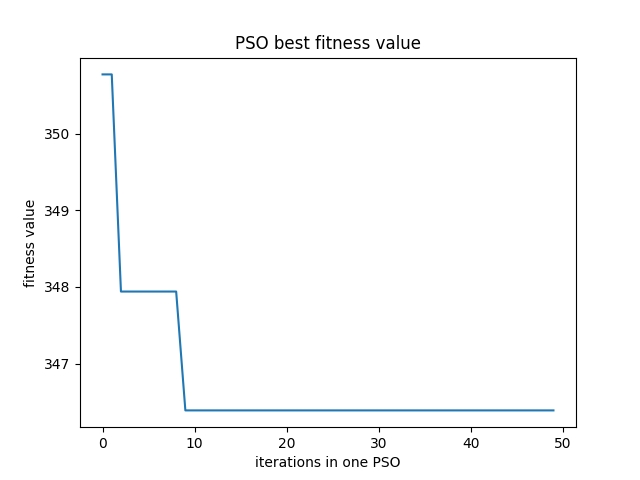 PSO best fitness value
fitness value
350
349
348
347
0 10 20 30 40 50
iterations in one PSO